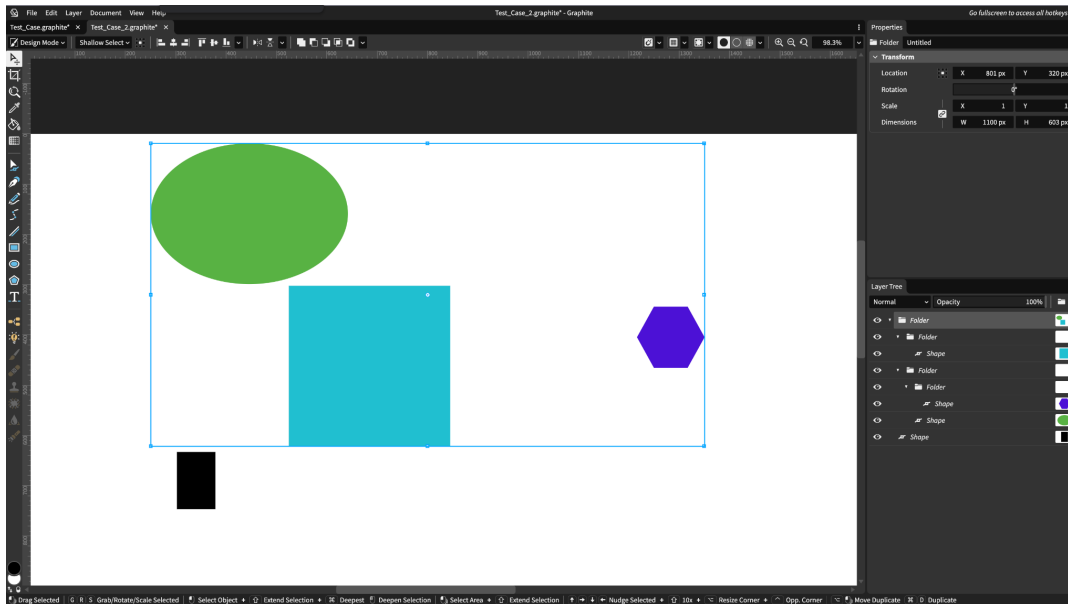 File Edit Layer Document View Help
Test_Case_2.graphite* - Graphite
Go fullscreen to access all hotkeys
Test_Case.graphite* × Test_Case_2.graphite* ×
Properties
Design Mode
Shallow Select
98.3%
Folder Untitled
Transform
Location X 801 px Y 320 px
Rotation 0°
Scale X 1 Y 1
Dimensions W 1100 px H 603 px
Layer Tree
Normal Opacity 100%
Folder
Folder
Shape
Folder
Folder
Shape
Shape
Shape
Drag Selected G R S Grab/Rotate/Scale Selected Select Object + Extend Selection + ⌘ Deepest Deepen Selection Select Area + Extend Selection ↑ → ↓ ← Nudge Selected + 10x + ⌥ Resize Corner + ⌃ Opp. Corner ⌥ Move Duplicate ⌘ D Duplicate